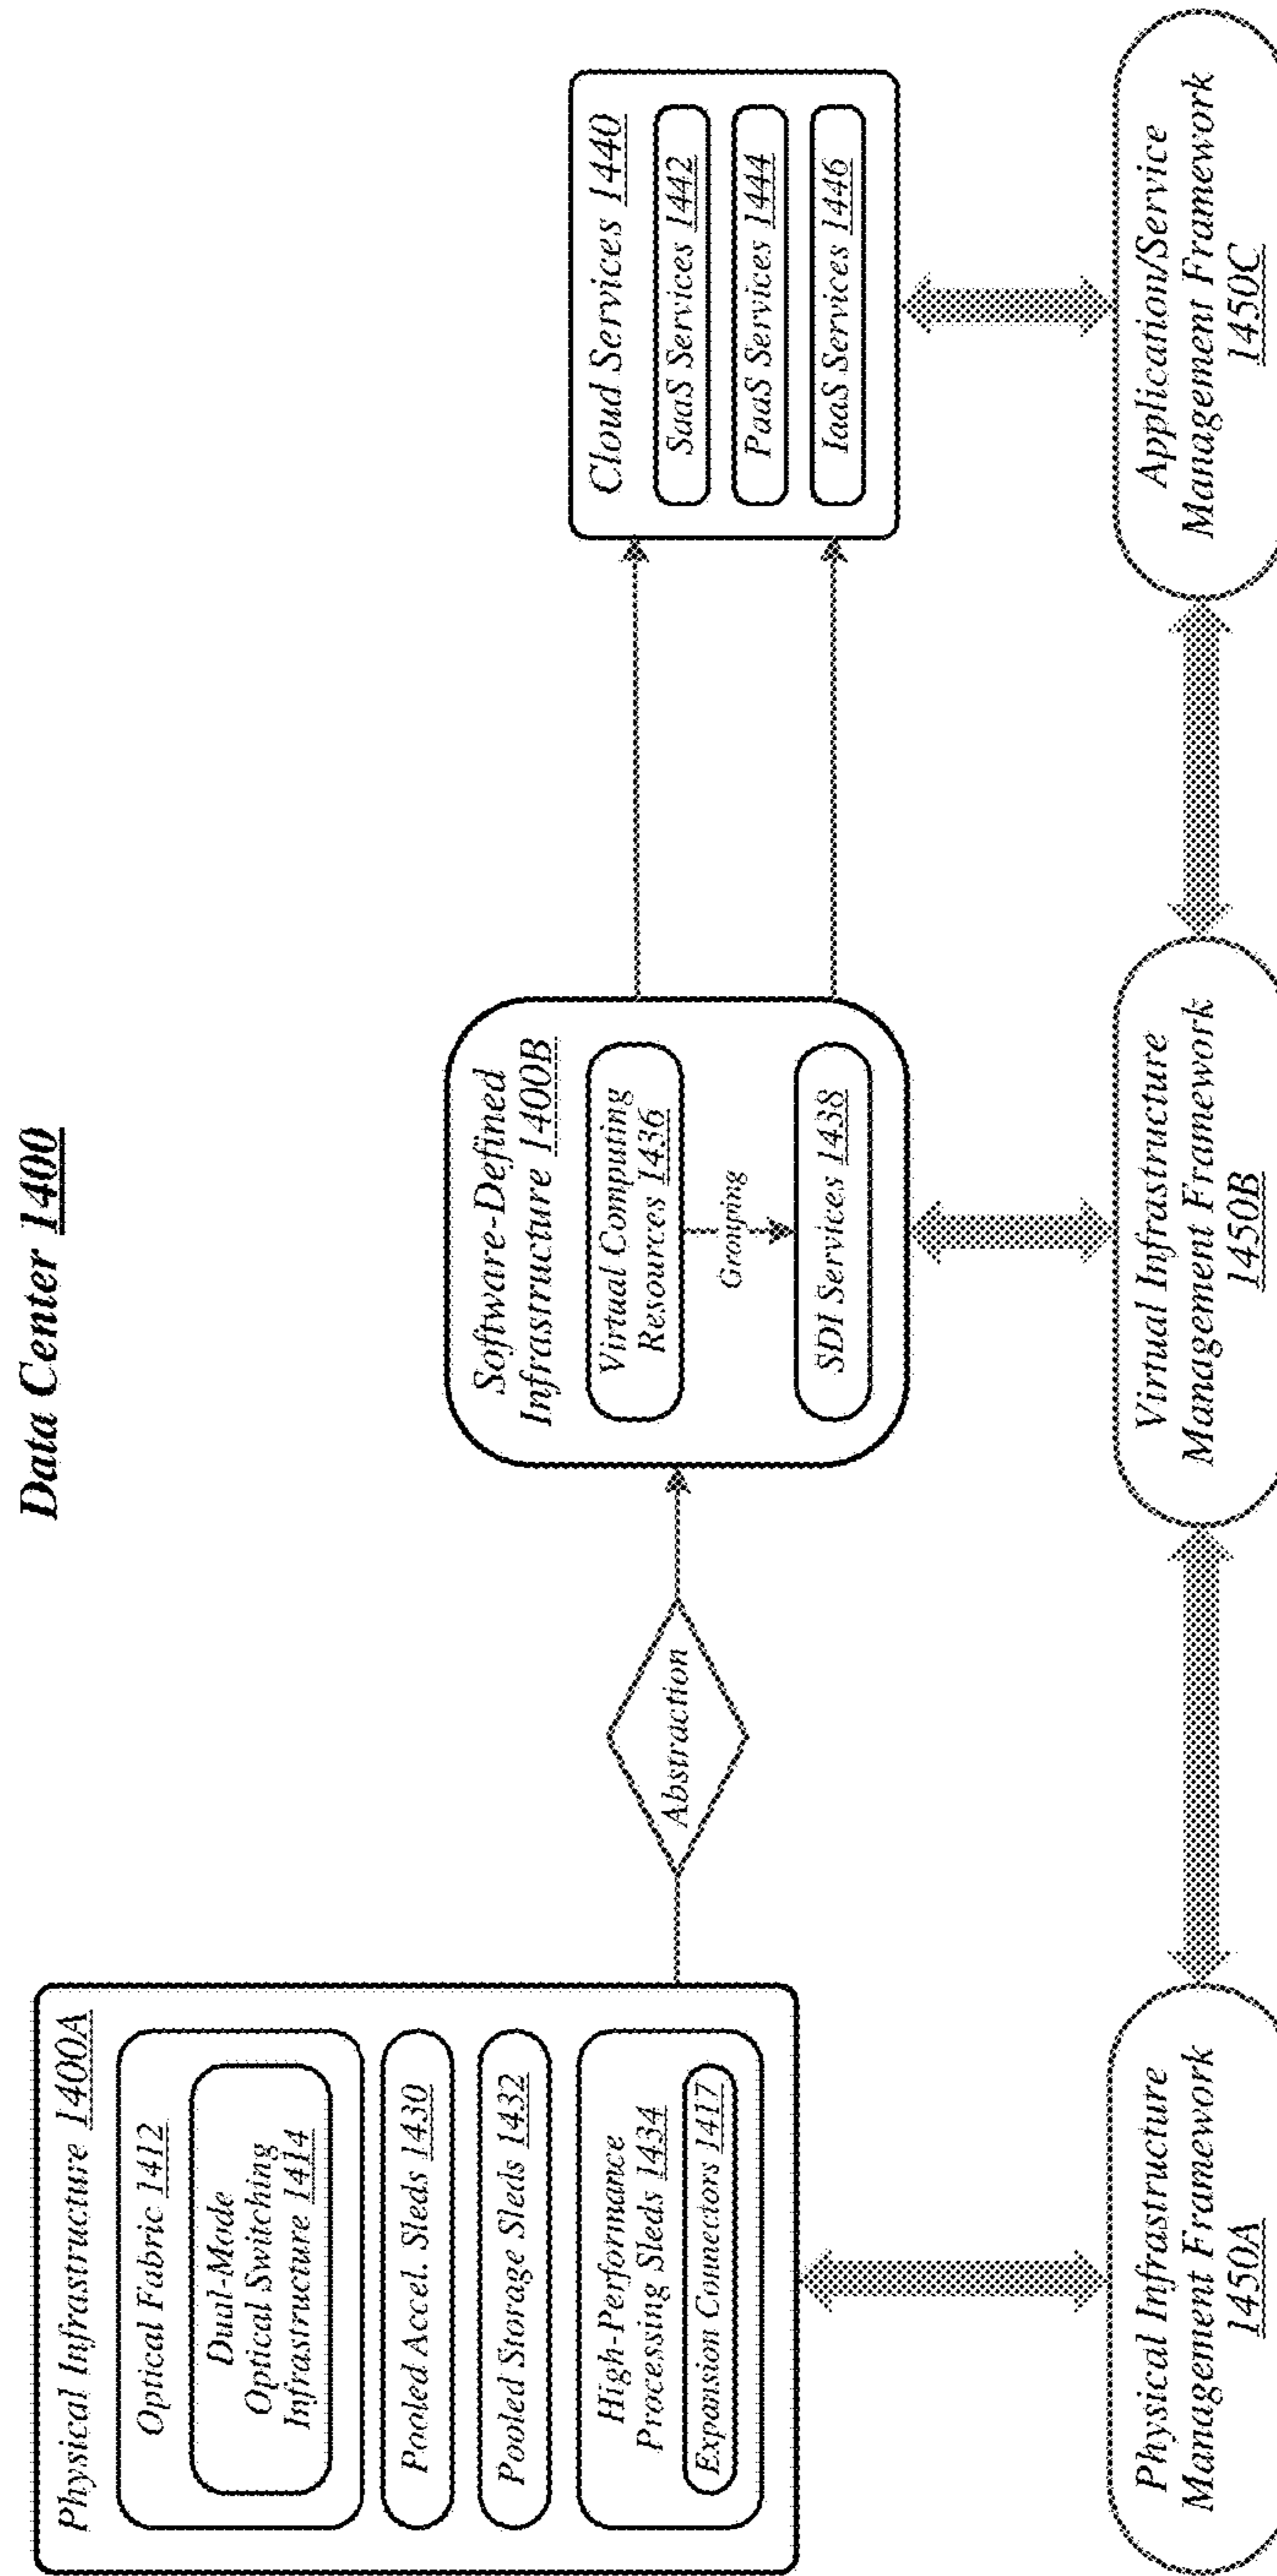 Data Center 1400
Physical Infrastructure 1400A
Optical Fabric 1412
Dual-Mode
Optical Switching
Infrastructure 1414
Pooled Accel. Sleds 1430
Pooled Storage Sleds 1432
High-Performance
Processing Sleds 1434
Expansion Connectors 1417
Abstraction
Software-Defined
Infrastructure 1400B
Virtual Computing
Resources 1436
Grouping
SDI Services 1438
Cloud Services 1440
SaaS Services 1442
PaaS Services 1444
IaaS Services 1446
Physical Infrastructure
Management Framework
1450A
Virtual Infrastructure
Management Framework
1450B
Application/Service
Management Framework
1450C